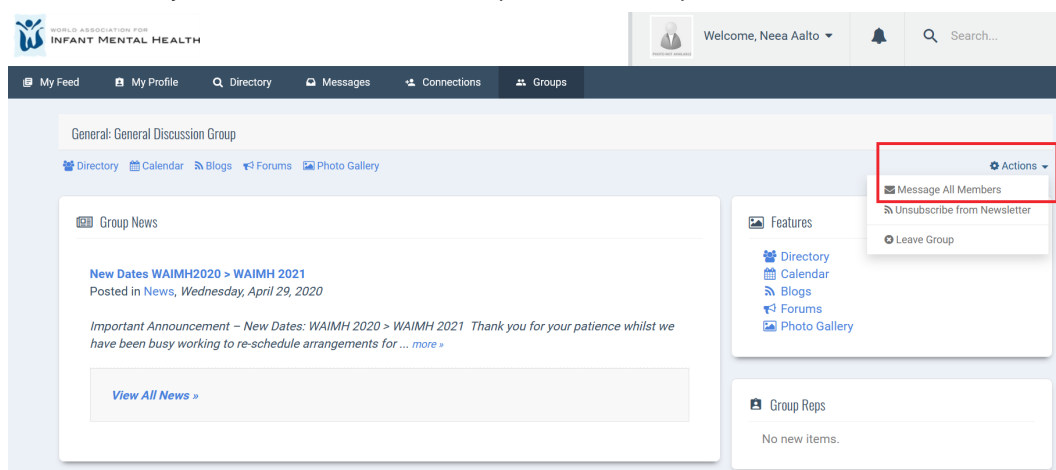 WORLD ASSOCIATION FOR
INFANT MENTAL HEALTH
Welcome, Neea Aalto
Search...
My Feed
My Profile
Directory
Messages
Connections
Groups
General: General Discussion Group
Directory
Calendar
Blogs
Forums
Photo Gallery
Actions
Message All Members
Unsubscribe from Newsletter
Leave Group
Group News
New Dates WAIMH2020 > WAIMH 2021
Posted in News, Wednesday, April 29, 2020
Important Announcement – New Dates: WAIMH 2020 > WAIMH 2021 Thank you for your patience whilst we
have been busy working to re-schedule arrangements for ... more »
View All News »
Features
Directory
Calendar
Blogs
Forums
Photo Gallery
Group Reps
No new items.